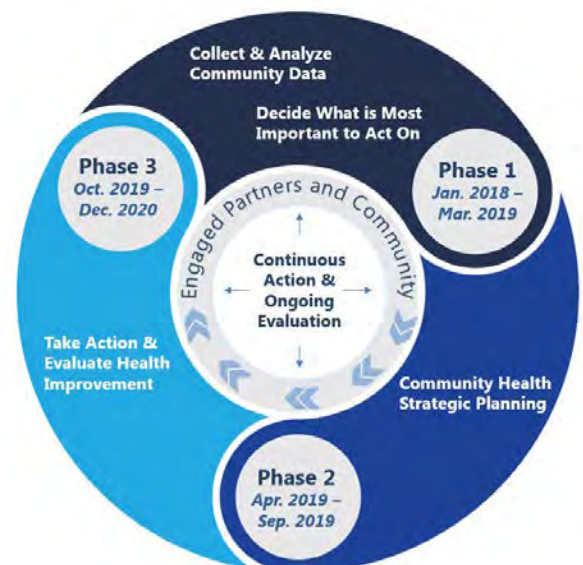 Collect & Analyze
Community Data
Decide What is Most
Important to Act On
Phase 1
Jan. 2018 –
Mar. 2019
Phase 3
Oct. 2019 –
Dec. 2020
Engaged Partners and Community
Continuous
Action &
Ongoing
Evaluation
Take Action &
Evaluate Health
Improvement
Community Health
Strategic Planning
Phase 2
Apr. 2019 –
Sep. 2019